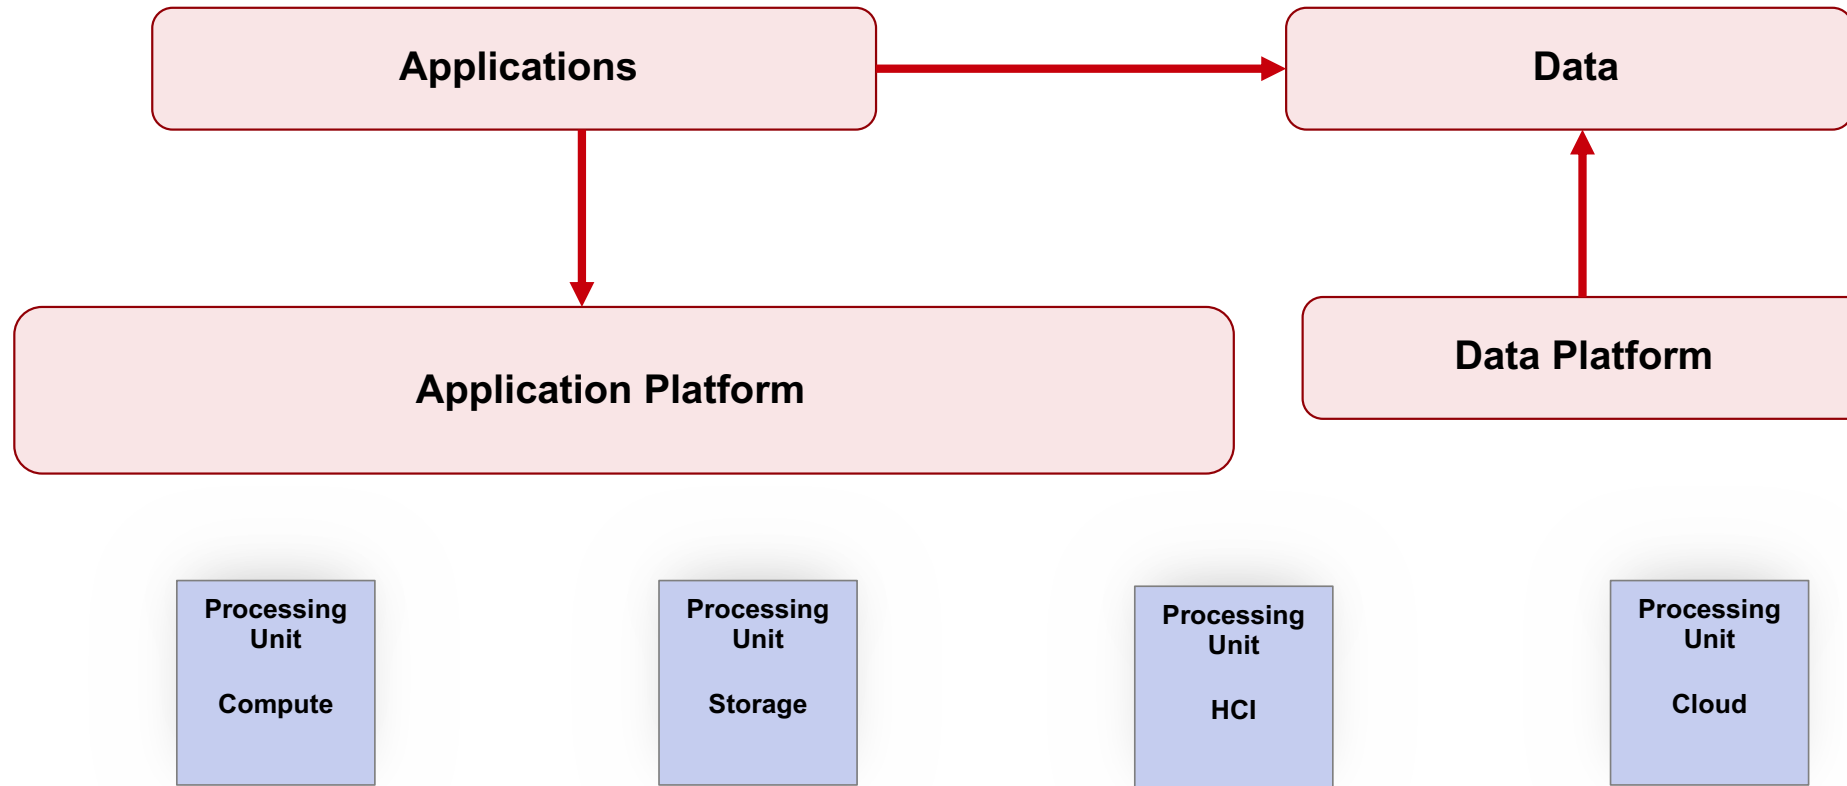 Applications
Data
Application Platform
Data Platform
Processing
Unit
Compute
Processing
Unit
Storage
Processing
Unit
HCI
Processing
Unit
Cloud